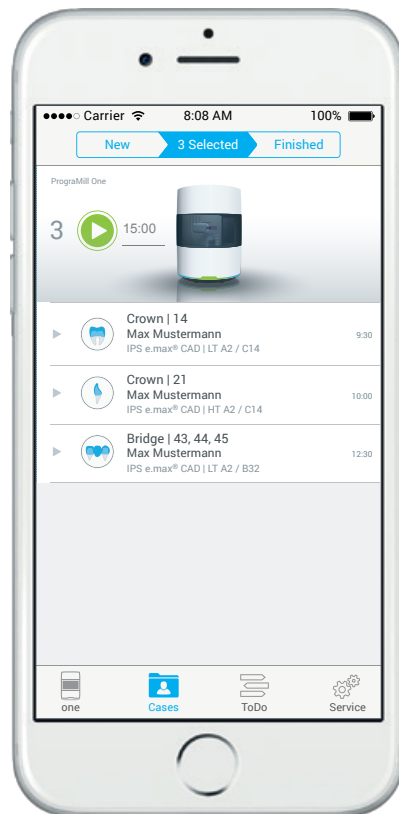 Carrier 8:08 AM 100%
New 3 Selected Finished
PrograMill One
3 15:00
Crown | 14
Max Mustermann
IPS e.max® CAD | LT A2 / C14
9:30
Crown | 21
Max Mustermann
IPS e.max® CAD | HT A2 / C14
10:00
Bridge | 43, 44, 45
Max Mustermann
IPS e.max® CAD | LT A2 / B32
12:30
one Cases ToDo Service